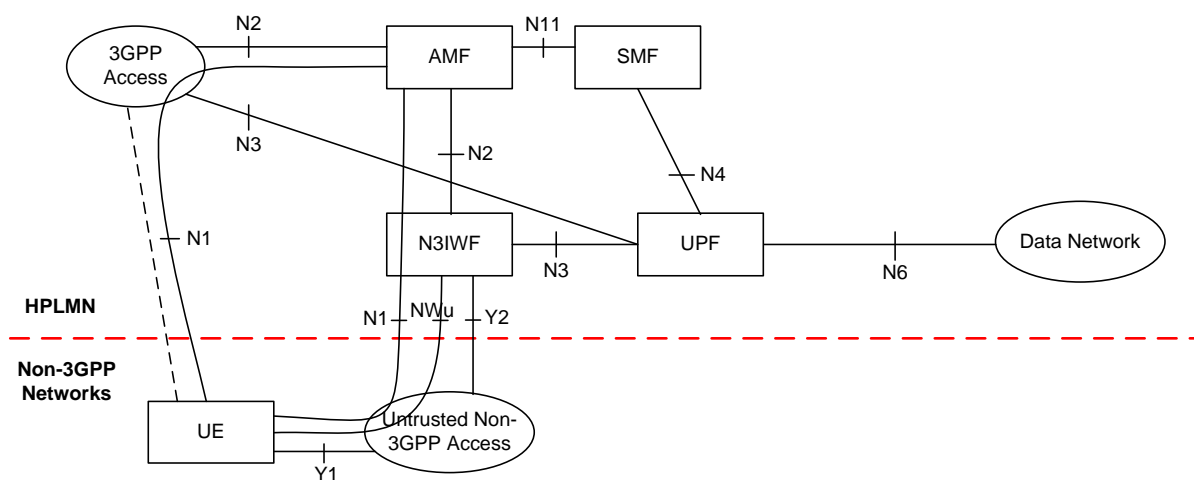 N2
3GPP
Access
AMF
N11
SMF
N3
N2
N4
N1
N3IWF
N3
UPF
N6
Data Network
HPLMN
N1
NWu
Y2
Non-3GPP
Networks
UE
Untrusted Non-
3GPP Access
Y1